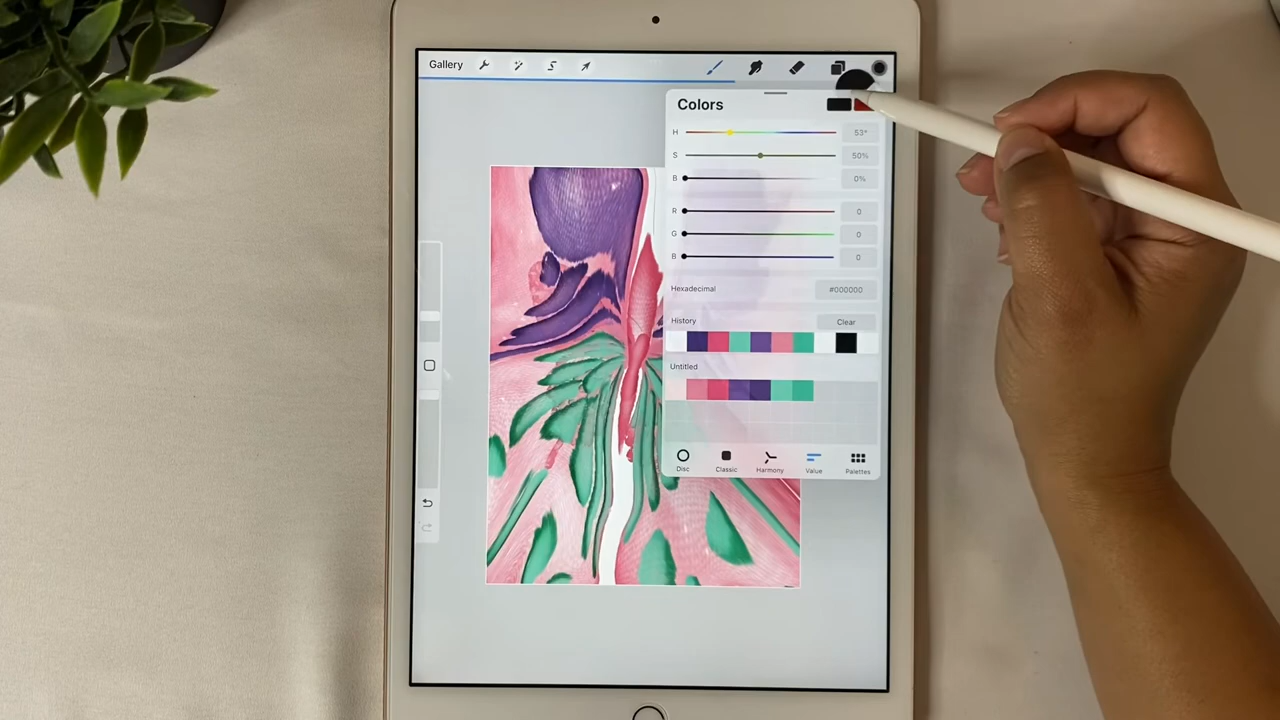 Gallery
Colors
H 53°
S 50%
B 0%
R 0
G 0
B 0
Hexadecimal #000000
History Clear
Untitled
Disc Classic Harmony Value Palettes